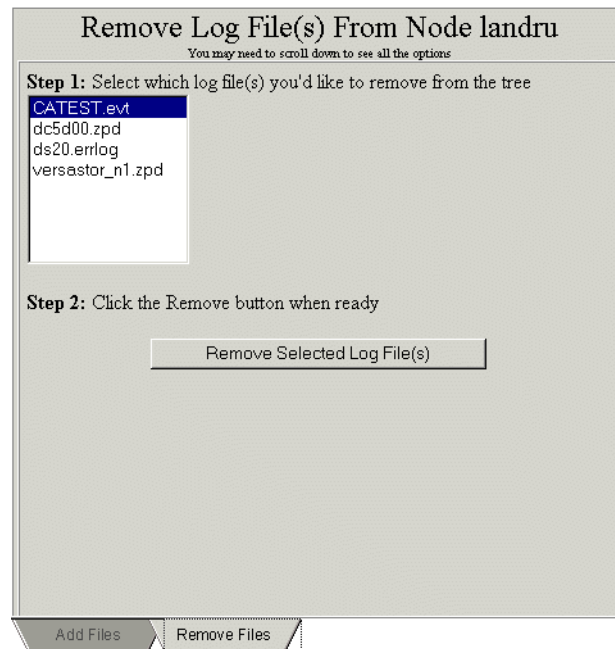 Remove Log File(s) From Node landru
You may need to scroll down to see all the options
Step 1: Select which log file(s) you'd like to remove from the tree
CATEST.evt
dc5d00.zpd
ds20.errlog
versastor_n1.zpd
Step 2: Click the Remove button when ready
Remove Selected Log File(s)
Add Files
Remove Files